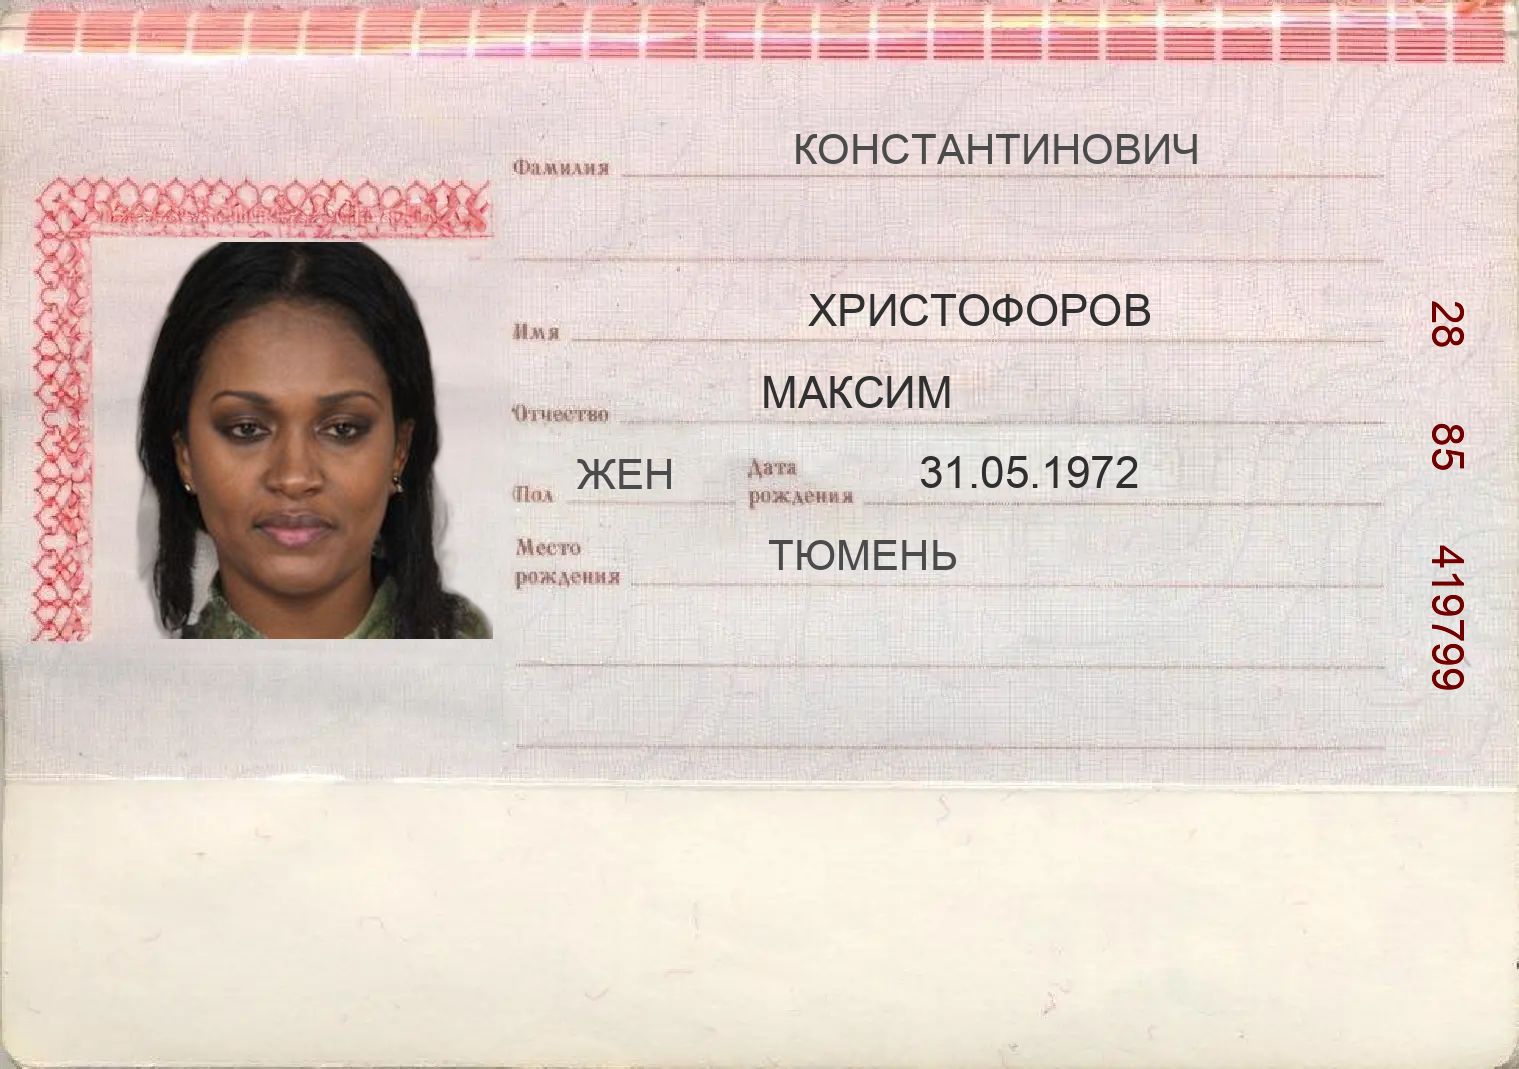 Фамилия КОНСТАНТИНОВИЧ
Имя ХРИСТОФОРОВ
Отчество МАКСИМ
Пол ЖЕН Дата рождения 31.05.1972
Место рождения ТЮМЕНЬ
28 85 419799